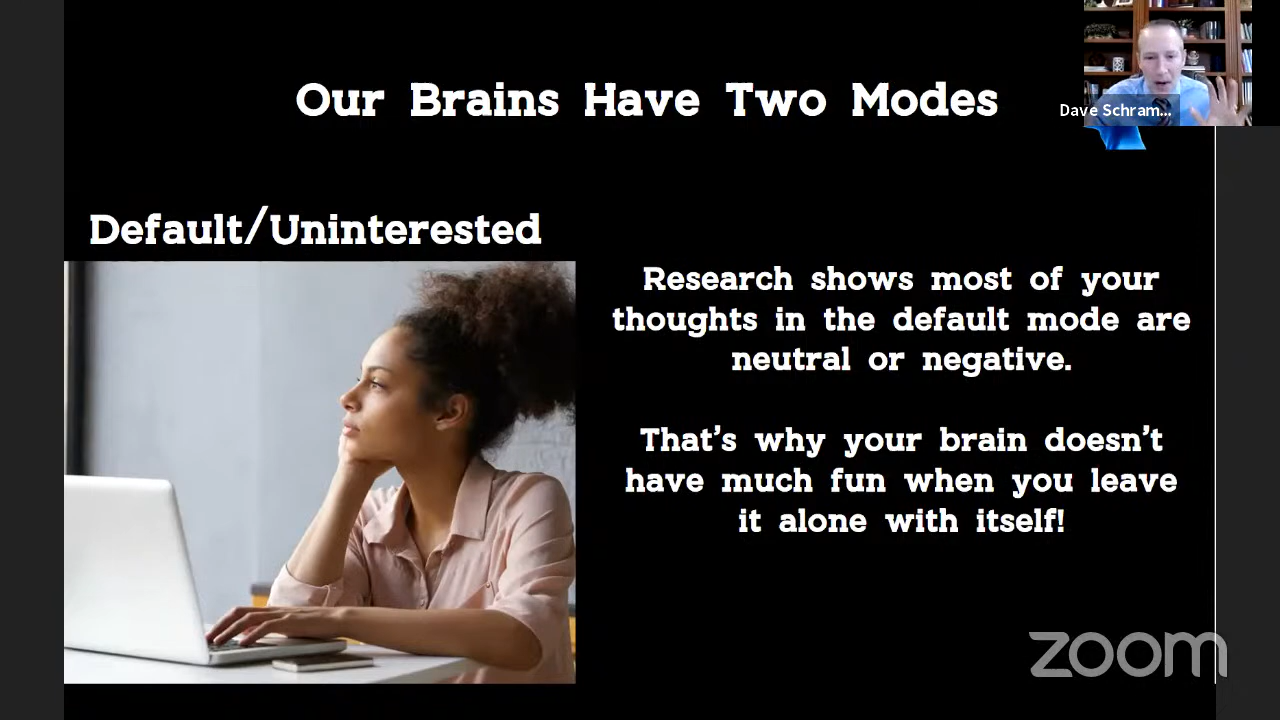 Our Brains Have Two Modes
Dave Schram...
Default/Uninterested
Research shows most of your
thoughts in the default mode are
neutral or negative.
That's why your brain doesn't
have much fun when you leave
it alone with itself!
zoom